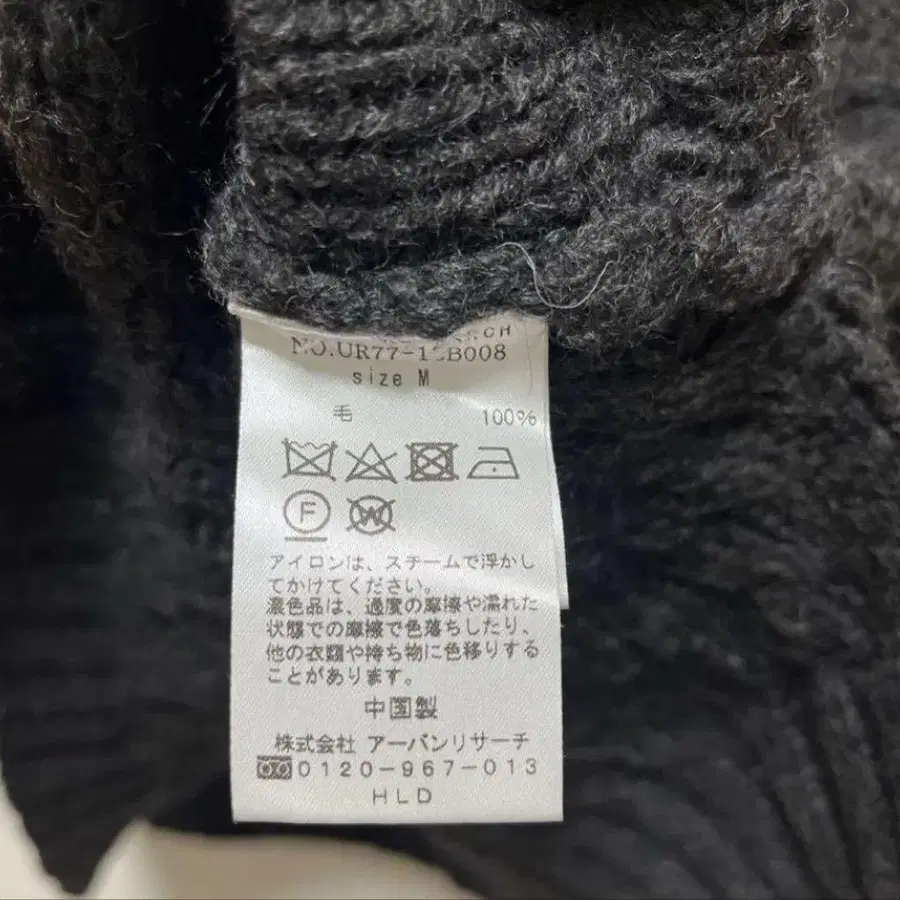 CH
size M
毛 100%
F
W
アイロンは、スチームで浮かし
てかけてください。
濃色品は、過度の摩擦や濡れた
状態での摩擦で色落ちしたり、
他の衣類や持ち物に色移りする
ことがあります。
中国製
株式会社 アーバンリサーチ
0120-967-013
HLD